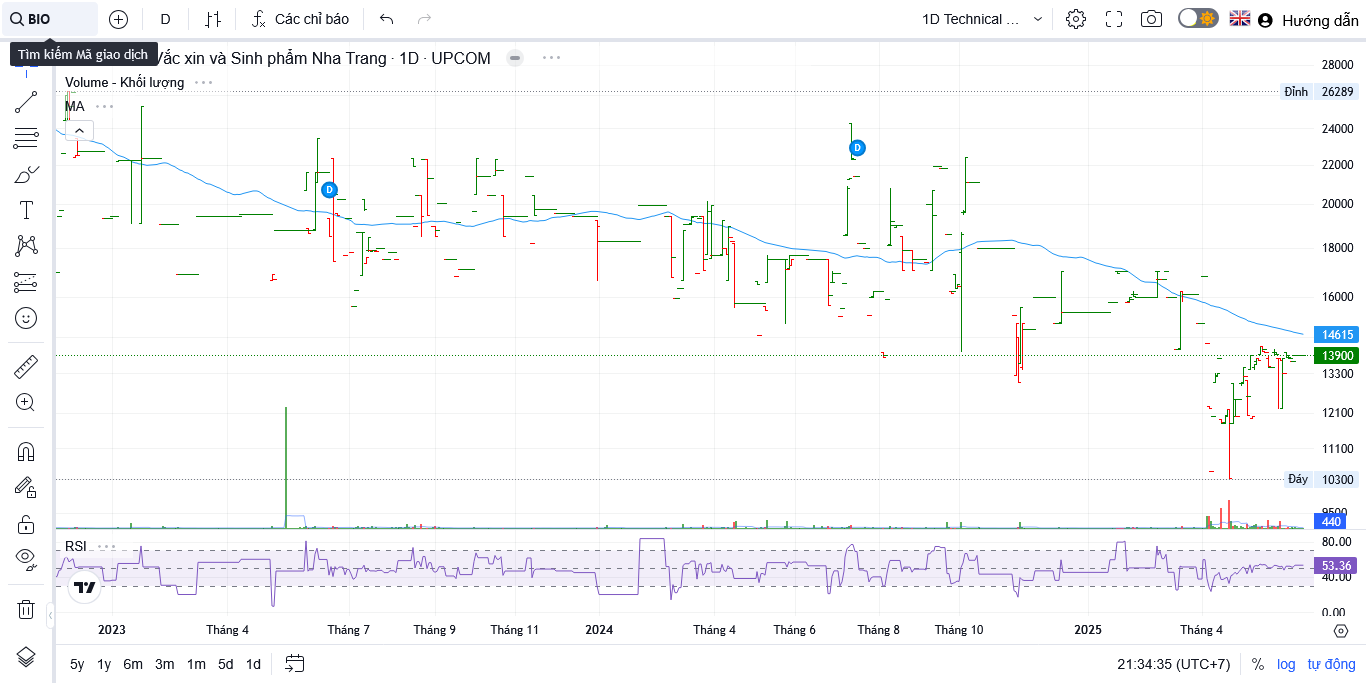 BIO
D
Các chỉ báo
1D Technical ...
Hướng dẫn
Tìm kiếm Mã giao dịch
Vắc xin và Sinh phẩm Nha Trang · 1D · UPCOM
Volume - Khối lượng
MA
D
D
28000
Đỉnh 26289
24000
22000
20000
18000
16000
14615
13900
13300
12100
11100
Đáy 10300
9500
440
RSI
80.00
53.36
40.00
0.00
2023 Tháng 4 Tháng 7 Tháng 9 Tháng 11 2024 Tháng 4 Tháng 6 Tháng 8 Tháng 10 2025 Tháng 4
5y 1y 6m 3m 1m 5d 1d
21:34:35 (UTC+7) % log tự động